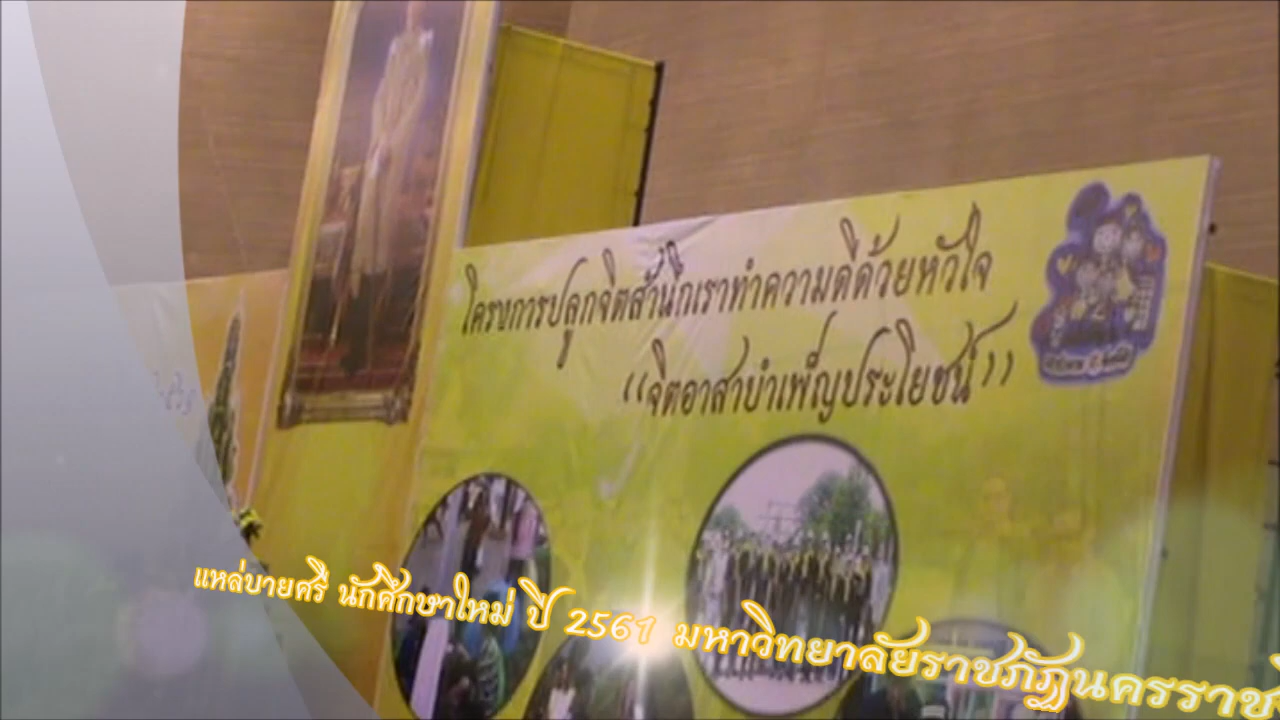 โครงการปลูกจิตสำนึกเราทำความดีด้วยหัวใจ
“จิตอาสาบำเพ็ญประโยชน์”
แหล่บายศรี นักศึกษาใหม่ ปี 2561 มหาวิทยาลัยราชภัฏนครราช